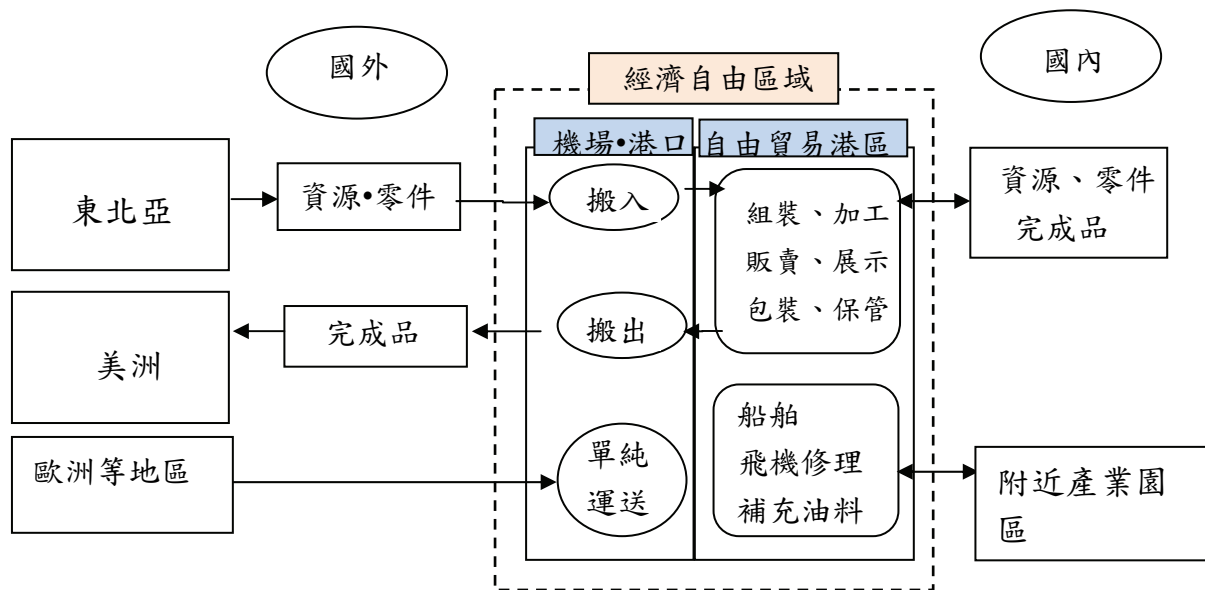 國外
國內
經濟自由區域
機場•港口
自由貿易港區
東北亞
資源•零件
搬入
組裝、加工
販賣、展示
包裝、保管
資源、零件
完成品
美洲
完成品
搬出
歐洲等地區
單純
運送
船舶
飛機修理
補充油料
附近產業園
區